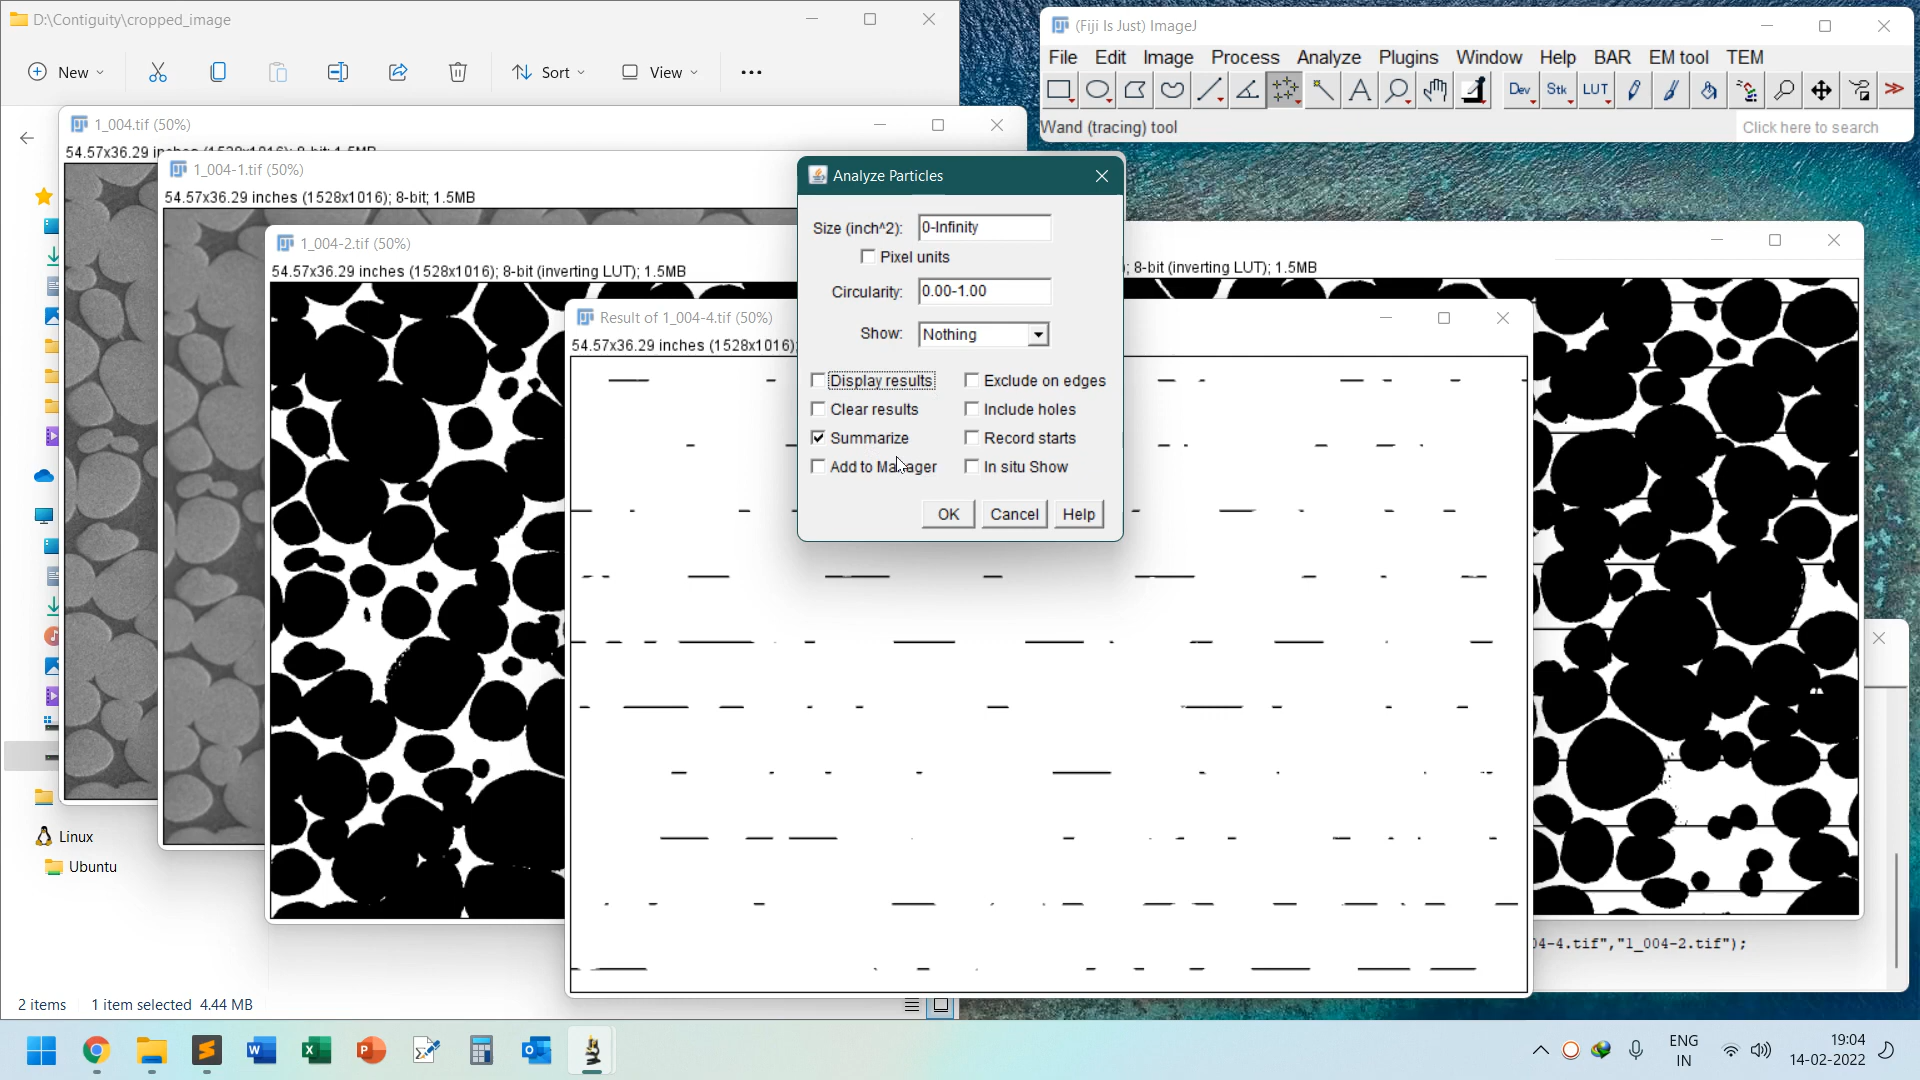 D:\Contiguity\cropped_image
New
Sort
View
1_004.tif (50%)
1_004-1.tif (50%)
54.57x36.29 inches (1528x1016); 8-bit; 1.5MB
1_004-2.tif (50%)
54.57x36.29 inches (1528x1016); 8-bit (inverting LUT); 1.5MB
Result of 1_004-4.tif (50%)
54.57x36.29 inches (1528x1016);
; 8-bit (inverting LUT); 1.5MB
Analyze Particles
Size (inch^2): 0-Infinity
Pixel units
Circularity: 0.00-1.00
Show: Nothing
Display results Exclude on edges
Clear results Include holes
Summarize Record starts
Add to Manager In situ Show
OK Cancel Help
(Fiji Is Just) ImageJ
File Edit Image Process Analyze Plugins Window Help BAR EM tool TEM
Dev Stk LUT
Wand (tracing) tool
Click here to search
04-4.tif","1_004-2.tif");
Linux
Ubuntu
2 items 1 item selected 4.44 MB
ENG
IN
19:04
14-02-2022